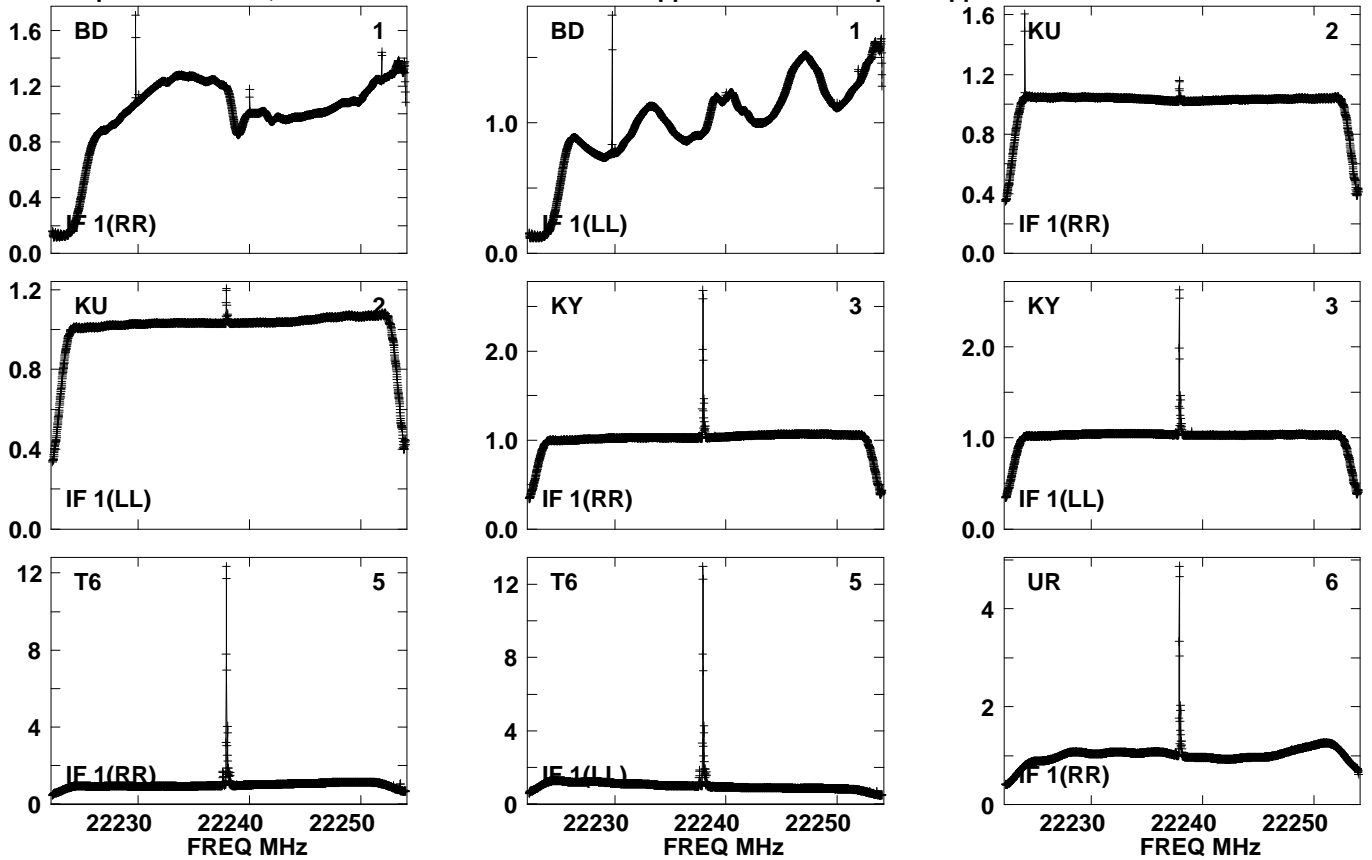 1.6
1.2
0.8
0.4
0.0
BD
1
IF 1(RR)
1.0
0.0
BD
1
IF 1(LL)
1.6
1.2
0.8
0.4
0.0
KU
2
IF 1(RR)
1.2
0.8
0.4
0.0
KU
2
IF 1(LL)
2.0
1.0
0.0
KY
3
IF 1(RR)
2.0
1.0
0.0
KY
3
IF 1(LL)
12
8
4
0
T6
5
IF 1(RR)
22230 22240 22250
FREQ MHz
12
8
4
0
T6
5
IF 1(LL)
22230 22240 22250
FREQ MHz
4
2
0
UR
6
IF 1(RR)
22230 22240 22250
FREQ MHz